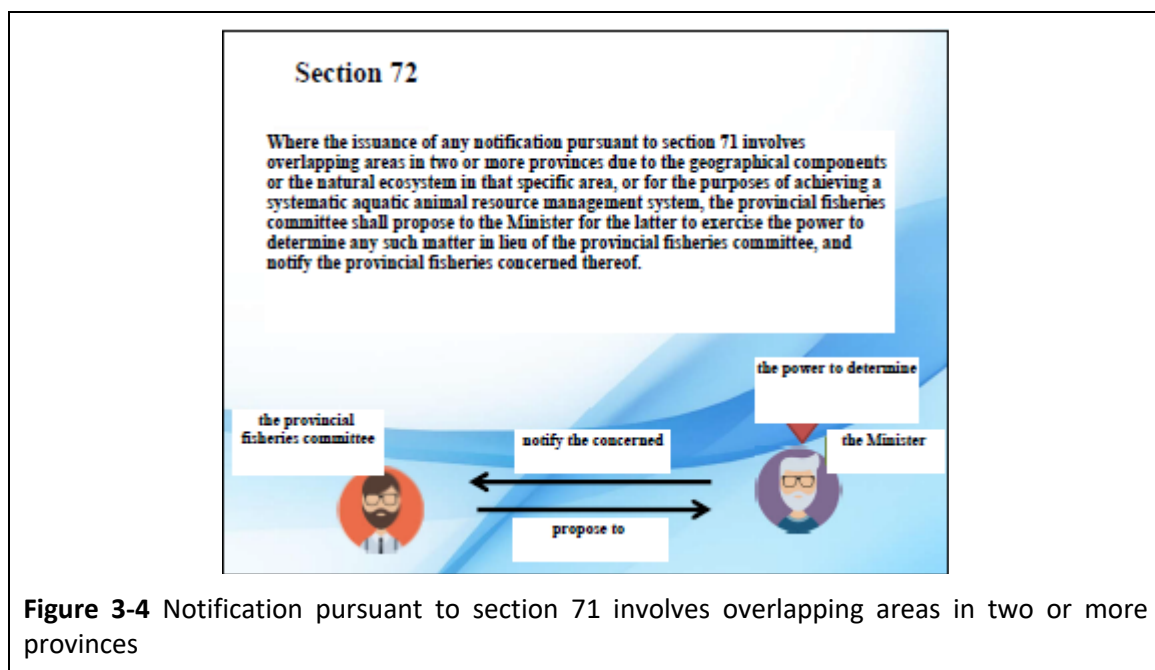 Section 72
Where the issuance of any notification pursuant to section 71 involves
overlapping areas in two or more provinces due to the geographical components
or the natural ecosystem in that specific area, or for the purposes of achieving a
systematic aquatic animal resource management system, the provincial fisheries
committee shall propose to the Minister for the latter to exercise the power to
determine any such matter in lieu of the provincial fisheries committee, and
notify the provincial fisheries concerned thereof.
the power to determine
the provincial
fisheries committee
notify the concerned
the Minister
propose to
Figure 3-4 Notification pursuant to section 71 involves overlapping areas in two or more
provinces